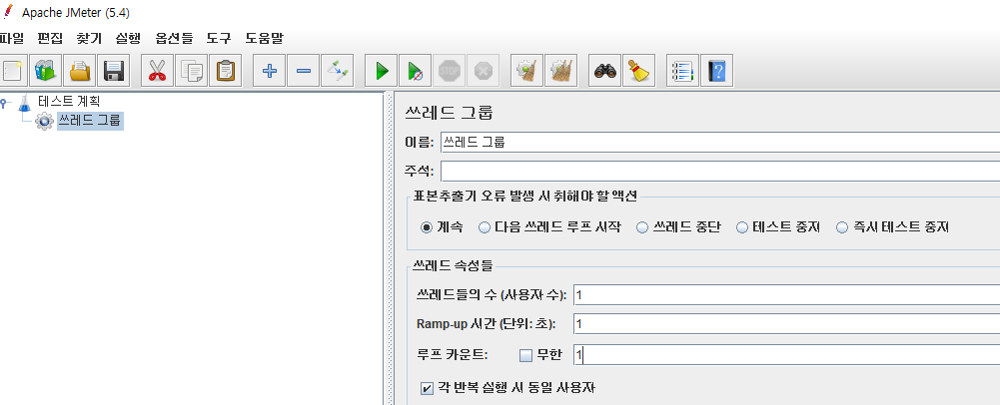 Apache JMeter (5.4)
파일 편집 찾기 실행 옵션들 도구 도움말
STOP
테스트 계획
쓰레드 그룹
쓰레드 그룹
이름: 쓰레드 그룹
주석:
표본추출기 오류 발생 시 취해야 할 액션
계속 다음 쓰레드 루프 시작 쓰레드 중단 테스트 중지 즉시 테스트 중지
쓰레드 속성들
쓰레드들의 수 (사용자 수): 1
Ramp-up 시간 (단위: 초): 1
루프 카운트: 무한 1
각 반복 실행 시 동일 사용자